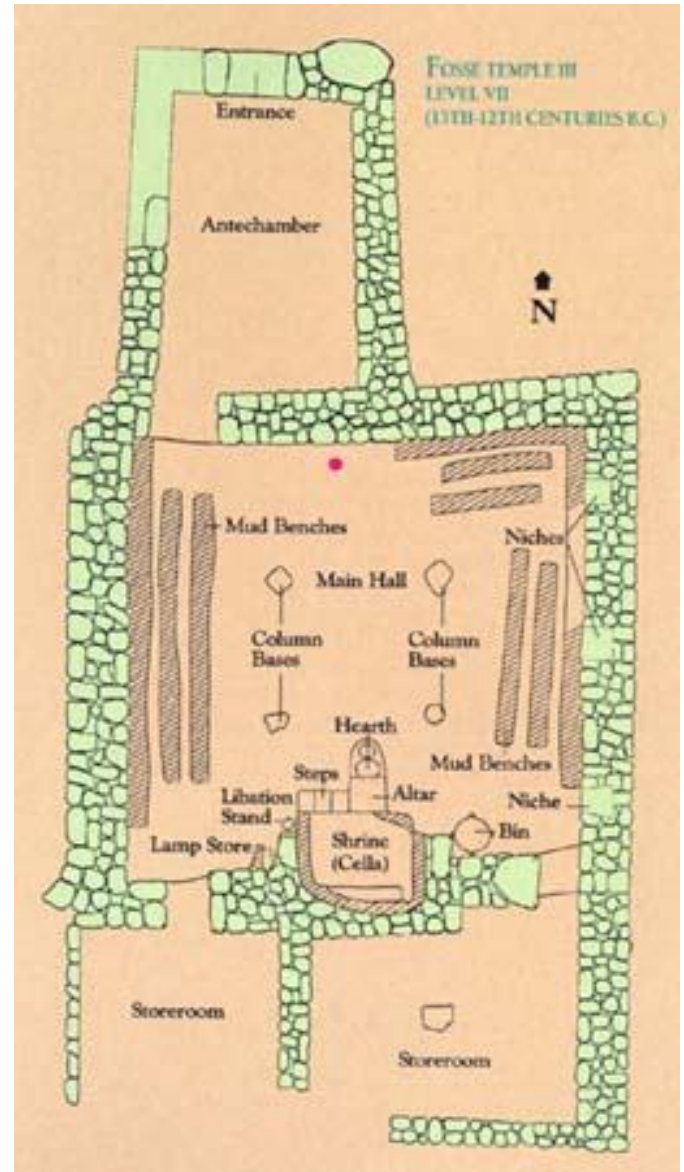 FOSSE TEMPLE III
LEVEL VII
(13TH-12TH CENTURIES B.C.)
Entrance
Antechamber
N
Mud Benches
Niches
Main Hall
Column
Bases
Column
Bases
Hearth
Mud Benches
Steps
Altar
Niche
Libation
Stand
Bin
Lamp Store
Shrine
(Cella)
Storeroom
Storeroom